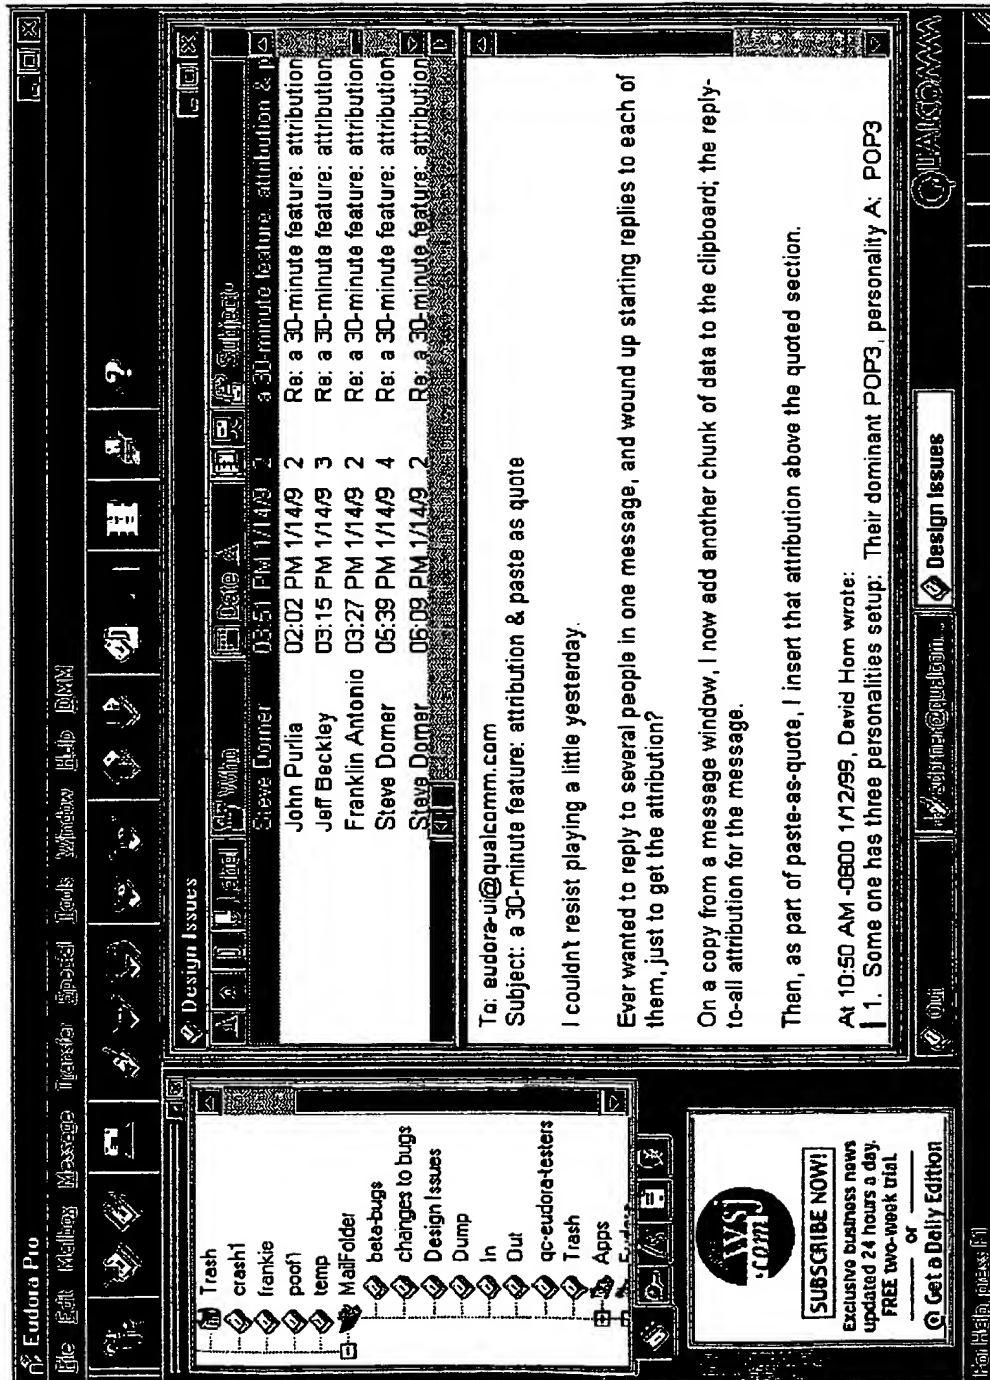 Eudora Pro
File Edit Mailbox Message Transfer Special Tools Window Help DMM
Trash
crash1
frankie
poof1
temp
MailFolder
beta-bugs
changes to bugs
Design Issues
Dump
In
Out
qc-eudora-testers
Trash
Apps
WSJ
.com
SUBSCRIBE NOW!
Exclusive business news
updated 24 hours a day.
FREE two-week trial.
or
@ Get a Daily Edition
Design Issues
Label Who Date Subject
Steve Dorner 03:51 PM 1/14/9 2 a 30-minute feature: attribution & p
John Purlia 02:02 PM 1/14/9 2 Re: a 30-minute feature: attribution
Jeff Beckley 03:15 PM 1/14/9 3 Re: a 30-minute feature: attribution
Franklin Antonio 03:27 PM 1/14/9 2 Re: a 30-minute feature: attribution
Steve Dorner 05:39 PM 1/14/9 4 Re: a 30-minute feature: attribution
Steve Dorner 06:09 PM 1/14/9 2 Re: a 30-minute feature: attribution
To: eudora-ui@qualcomm.com
Subject: a 30-minute feature: attribution & paste as quote
I couldn't resist playing a little yesterday.
Ever wanted to reply to several people in one message, and wound up starting replies to each of
them, just to get the attribution?
On a copy from a message window, I now add another chunk of data to the clipboard; the reply-
to-all attribution for the message.
Then, as part of paste-as-quote, I insert that attribution above the quoted section.
At 10:50 AM -0800 1/12/99, David Hom wrote:
1. Some one has three personalities setup: Their dominant POP3, personality A: POP3
Out
Design Issues
QUALCOMM
For Help, press F1